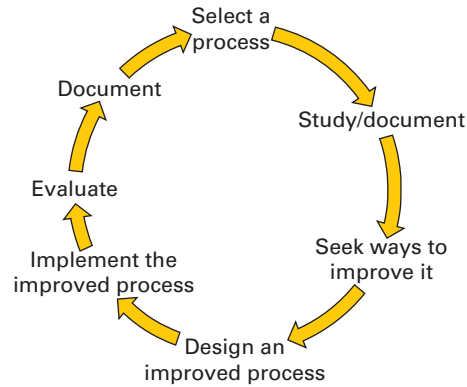 Select a
process
Study/document
Seek ways to
improve it
Design an
improved process
Implement the
improved process
Evaluate
Document